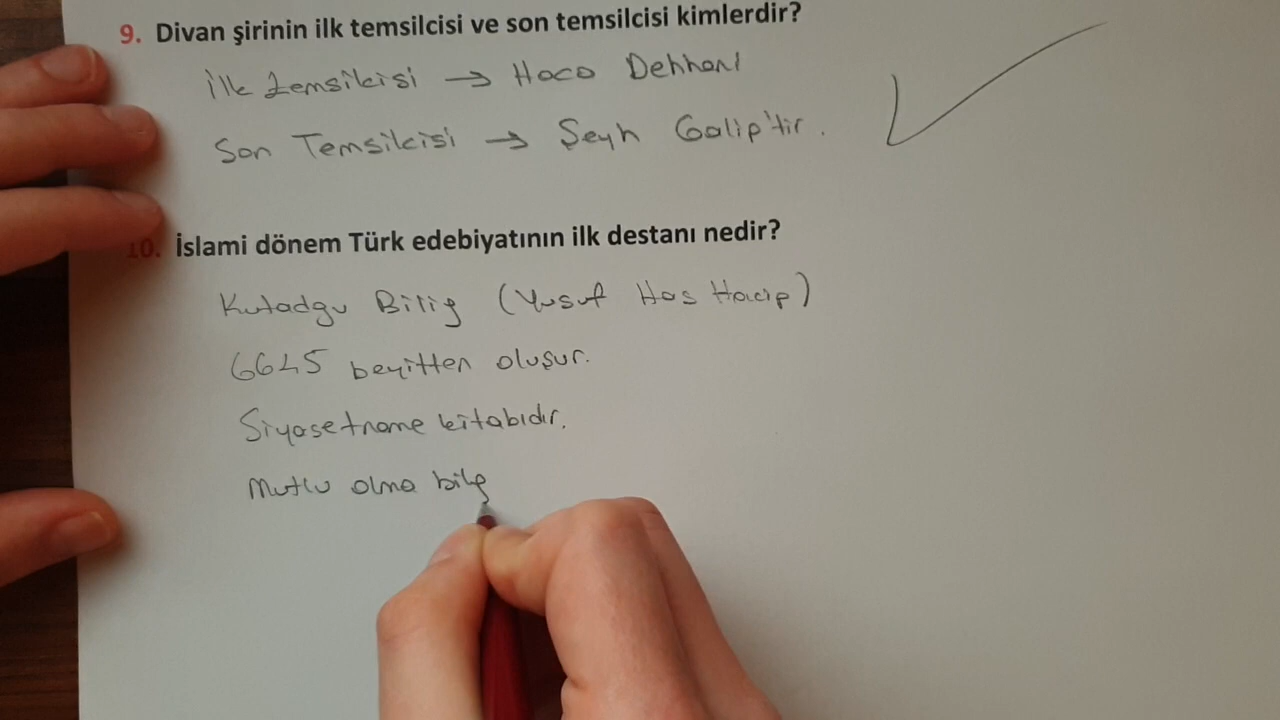 9. Divan şirinin ilk temsilcisi ve son temsilcisi kimlerdir?
İlk temsilcisi → Hoca Dehhani
Son Temsilcisi → Şeyh Galip'tir.
10. İslami dönem Türk edebiyatının ilk destanı nedir?
Kutadgu Bilig (Yusuf Has Hacip)
6645 beyitten oluşur.
Siyasetname kitabıdır.
Mutlu olma bilg